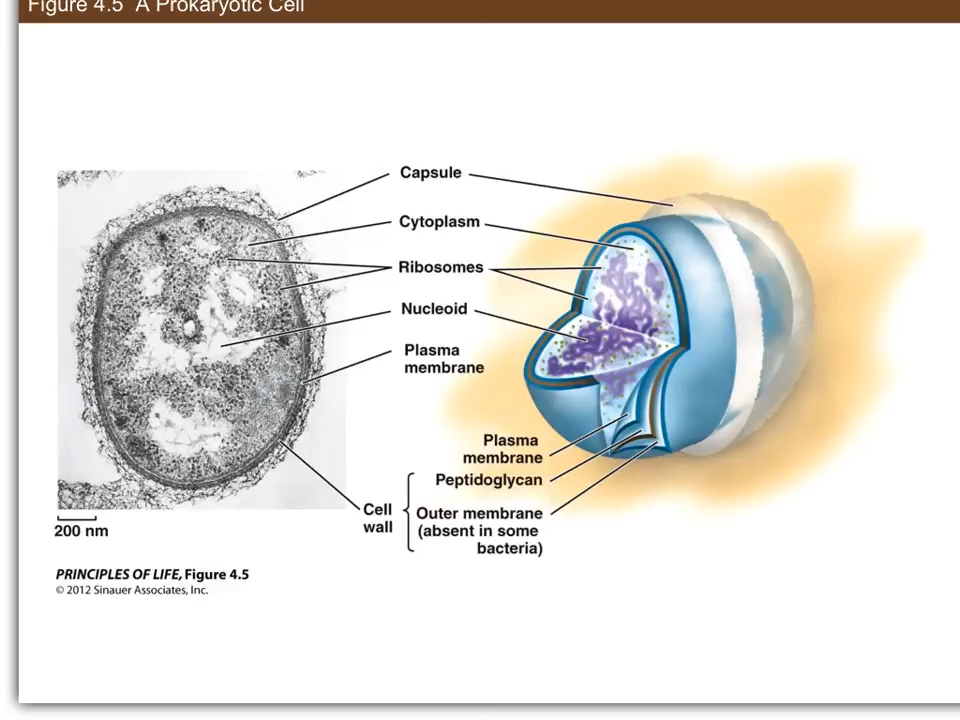 Figure 4.5 A Prokaryotic Cell
Capsule
Cytoplasm
Ribosomes
Nucleoid
Plasma
membrane
Plasma
membrane
Peptidoglycan
Cell
wall
Outer membrane
(absent in some
bacteria)
200 nm
PRINCIPLES OF LIFE, Figure 4.5
© 2012 Sinauer Associates, Inc.